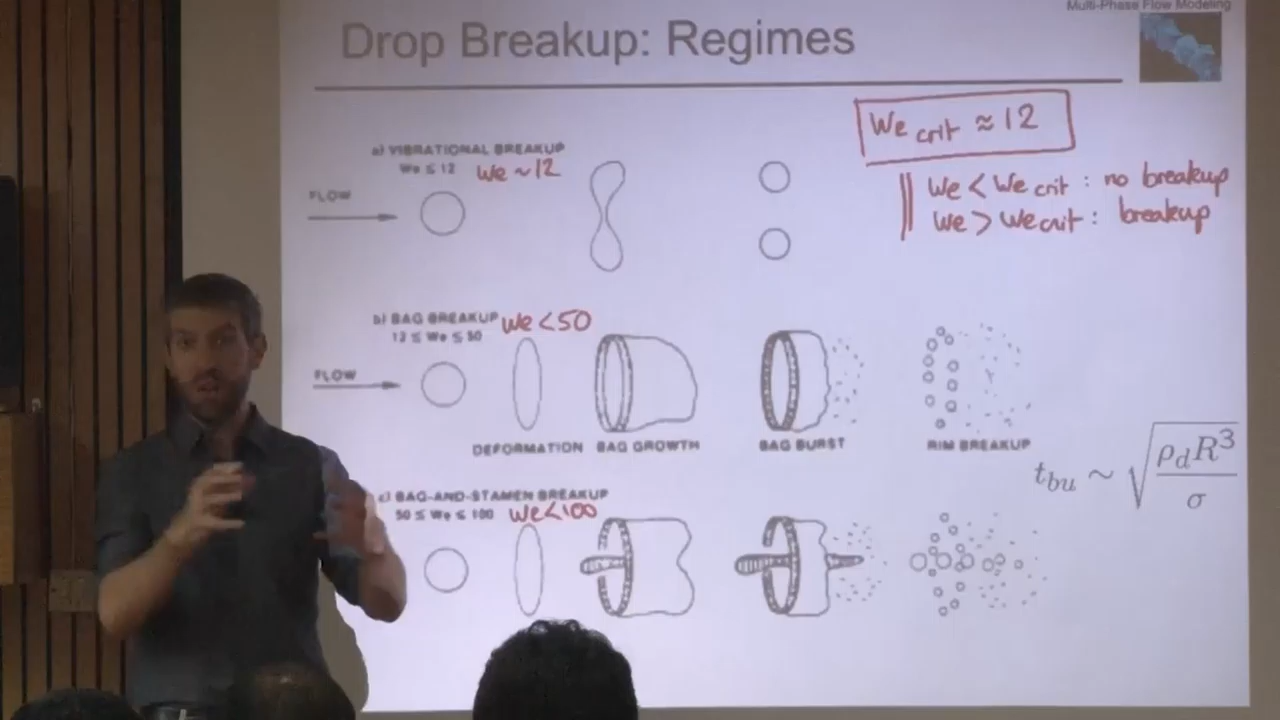 Multi-Phase Flow Modeling
Drop Breakup: Regimes
We crit ≈ 12
a) VIBRATIONAL BREAKUP
We ≤ 12 We ~ 12
FLOW
We < We crit : no breakup
We > We crit : breakup
b) BAG BREAKUP We < 50
12 ≤ We ≤ 50
FLOW
DEFORMATION BAG GROWTH BAG BURST RIM BREAKUP
t_bu ~ √(ρ_d R^3 / σ)
c) BAG-AND-STAMEN BREAKUP
50 ≤ We ≤ 100 We < 100